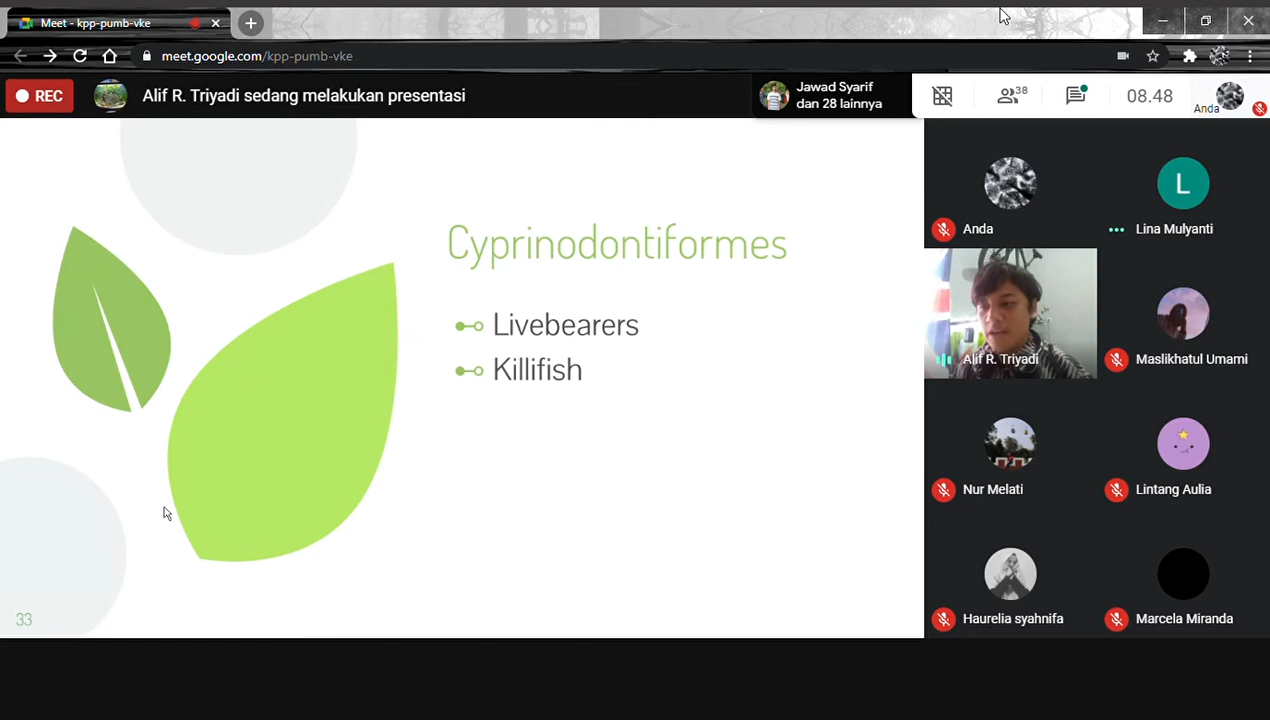 Meet - kpp-pumb-vke
meet.google.com/kpp-pumb-vke
REC
Alif R. Triyadi sedang melakukan presentasi
Jawad Syarif
dan 28 lainnya
38
08.48
Anda
Cyprinodontiformes
Livebearers
Killifish
33
Anda
L
Lina Mulyanti
Alif R. Triyadi
Maslikhatul Umami
Nur Melati
Lintang Aulia
Haurelia syahnifa
Marcela Miranda